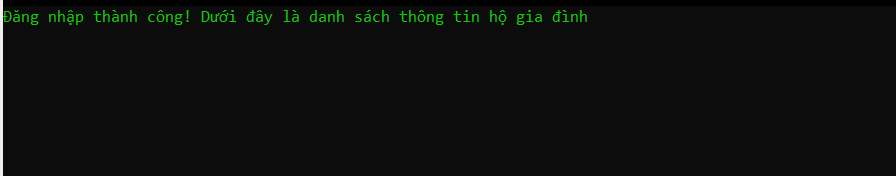 Đăng nhập thành công! Dưới đây là danh sách thông tin hộ gia đình